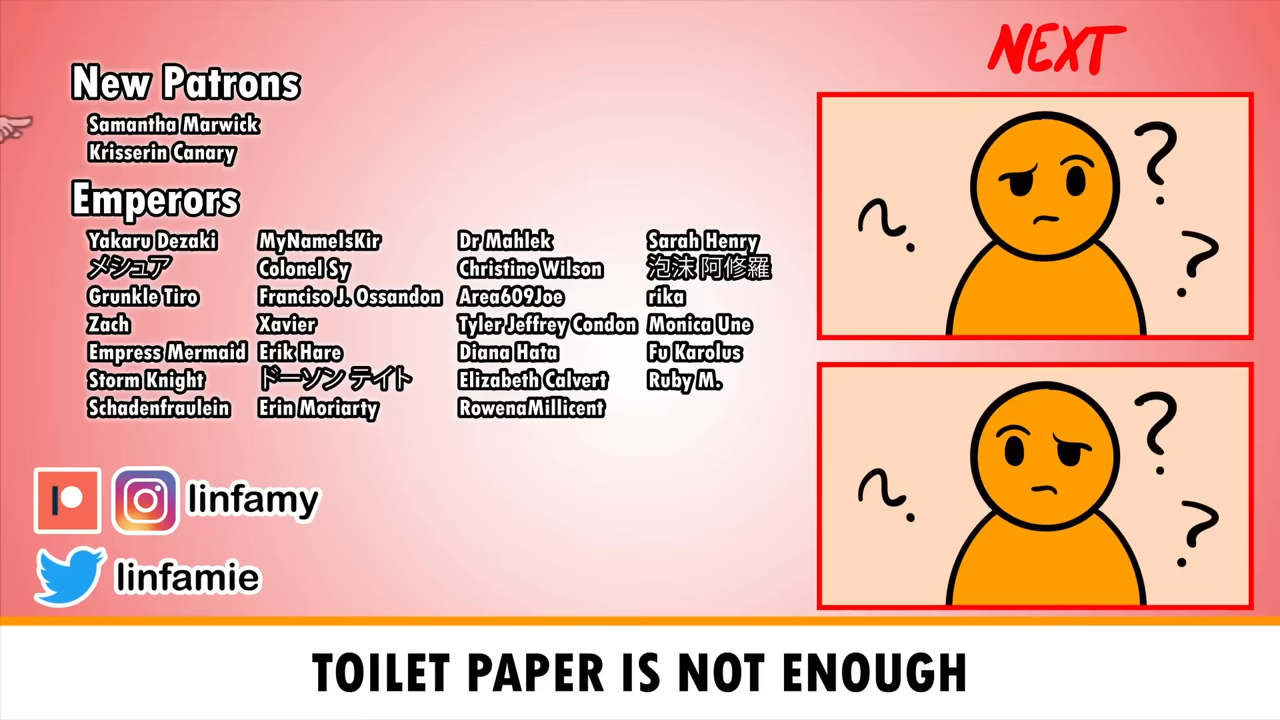 NEXT
New Patrons
Samantha Marwick
Krisserin Canary
Emperors
Yakaru Dezaki MyNameIsKir Dr Mahlek Sarah Henry
メシュア Colonel Sy Christine Wilson 泡沫 阿修羅
Grunkle Tiro Franciso J. Ossandon Area609Joe rika
Zach Xavier Tyler Jeffrey Condon Monica Une
Empress Mermaid Erik Hare Diana Hata Fu Karolus
Storm Knight ドーソン テイト Elizabeth Calvert Ruby M.
Schadenfraulein Erin Moriarty RowenaMillicent
linfamy
linfamie
TOILET PAPER IS NOT ENOUGH